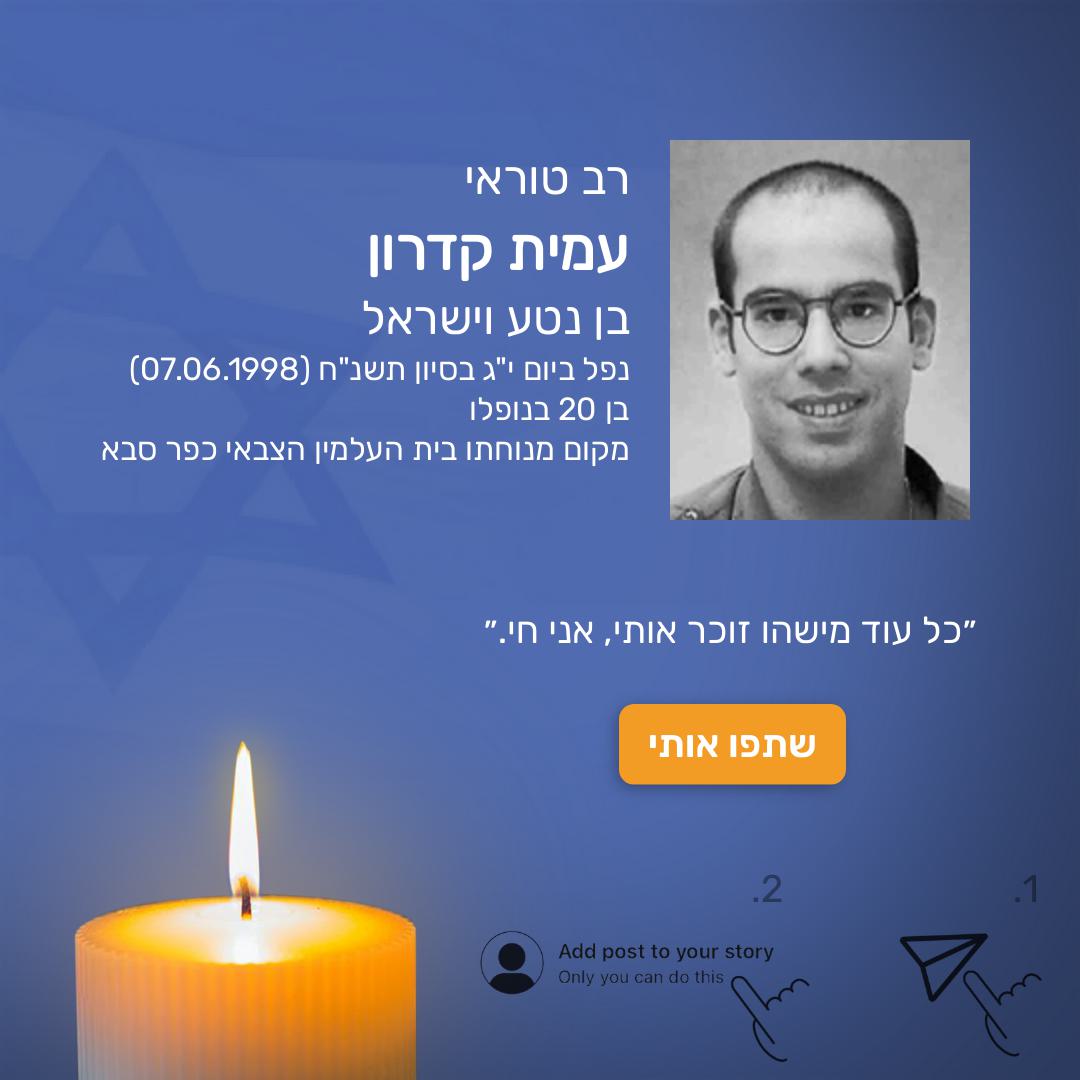 רב טוראי
עמית קדרון
בן נטע וישראל
נפל ביום י"ג בסיון תשנ"ח (07.06.1998)
בן 20 בנופלו
מקום מנוחתו בית העלמין הצבאי כפר סבא
״כל עוד מישהו זוכר אותי, אני חי.״
שתפו אותי
1.
2.
Add post to your story
Only you can do this